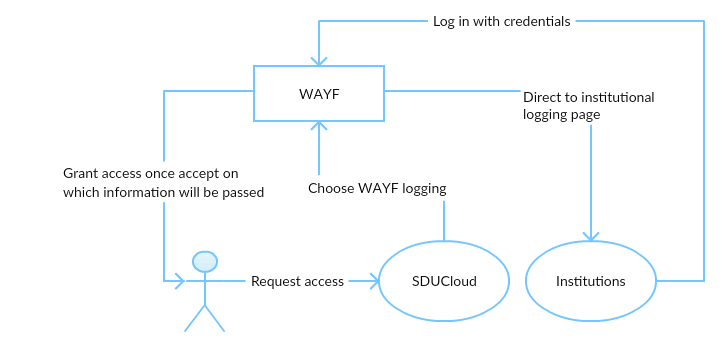 Log in with credentials
WAYF
Direct to institutional
logging page
Grant access once accept on
which information will be passed
Choose WAYF logging
Request access
SDUCloud
Institutions